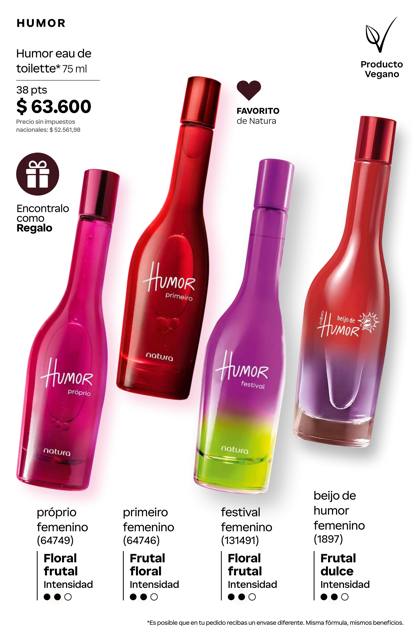 HUMOR
Humor eau de
toilette* 75 ml
38 pts
$ 63.600
Precio sin impuestos
nacionales: $ 52.561,98
Encontralo
como
Regalo
FAVORITO
de Natura
Producto
Vegano
HUMOR
próprio
HUMOR
primeiro
natura
HUMOR
festival
natura
beijo de
HUMOR
natura
próprio
femenino
(64749)
Floral
frutal
Intensidad
primeiro
femenino
(64746)
Frutal
floral
Intensidad
festival
femenino
(131491)
Floral
frutal
Intensidad
beijo de
humor
femenino
(1897)
Frutal
dulce
Intensidad
*Es posible que en tu pedido recibas un envase diferente. Misma fórmula, mismos beneficios.